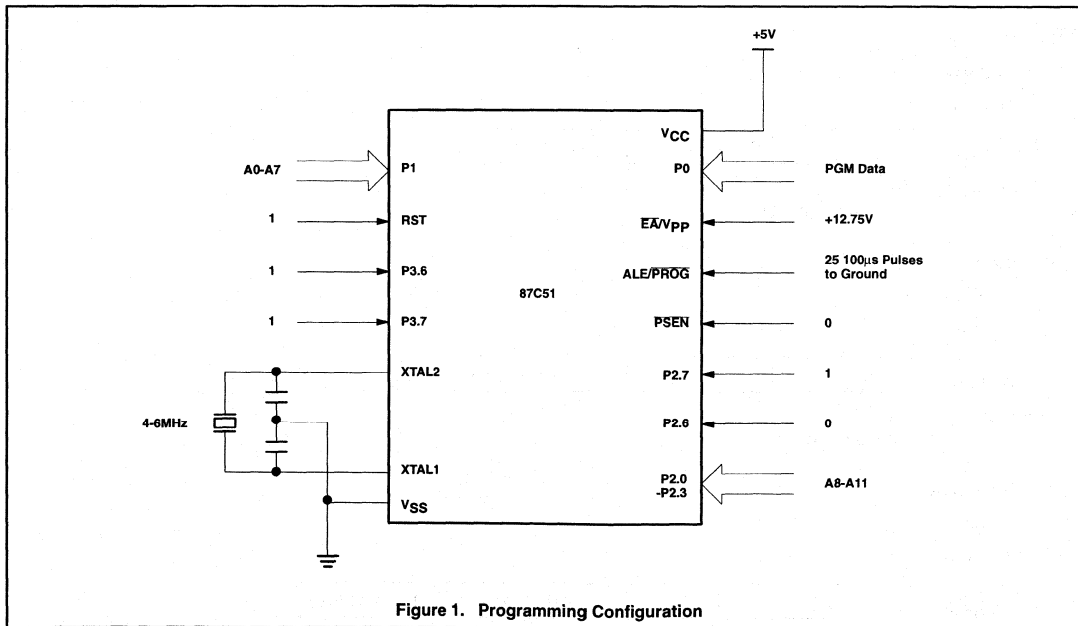 +5V
VCC
A0-A7
P1
P0
PGM Data
1
RST
EA/VPP
+12.75V
1
P3.6
ALE/PROG
25 100μs Pulses
to Ground
87C51
1
P3.7
PSEN
0
XTAL2
P2.7
1
4-6MHz
P2.6
0
XTAL1
P2.0
-P2.3
A8-A11
VSS
Figure 1. Programming Configuration